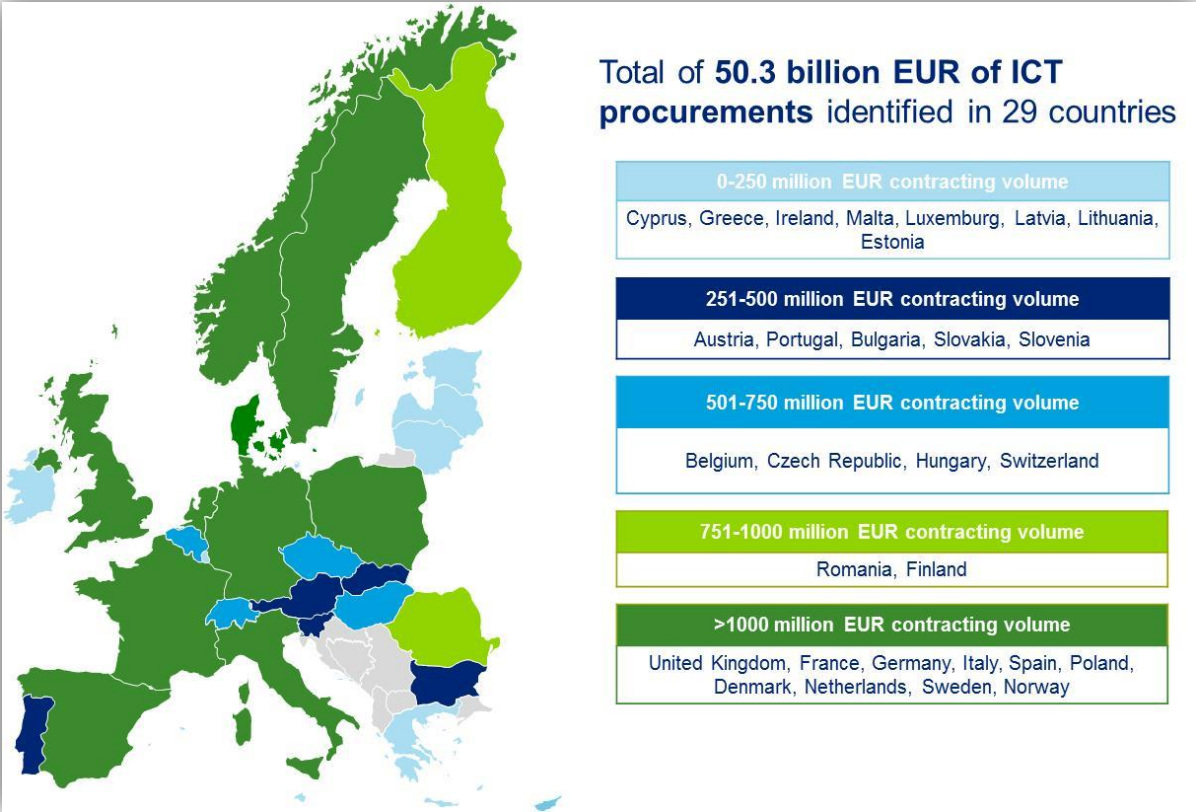 Total of 50.3 billion EUR of ICT
procurements identified in 29 countries
0-250 million EUR contracting volume
Cyprus, Greece, Ireland, Malta, Luxemburg, Latvia, Lithuania,
Estonia
251-500 million EUR contracting volume
Austria, Portugal, Bulgaria, Slovakia, Slovenia
501-750 million EUR contracting volume
Belgium, Czech Republic, Hungary, Switzerland
751-1000 million EUR contracting volume
Romania, Finland
>1000 million EUR contracting volume
United Kingdom, France, Germany, Italy, Spain, Poland,
Denmark, Netherlands, Sweden, Norway